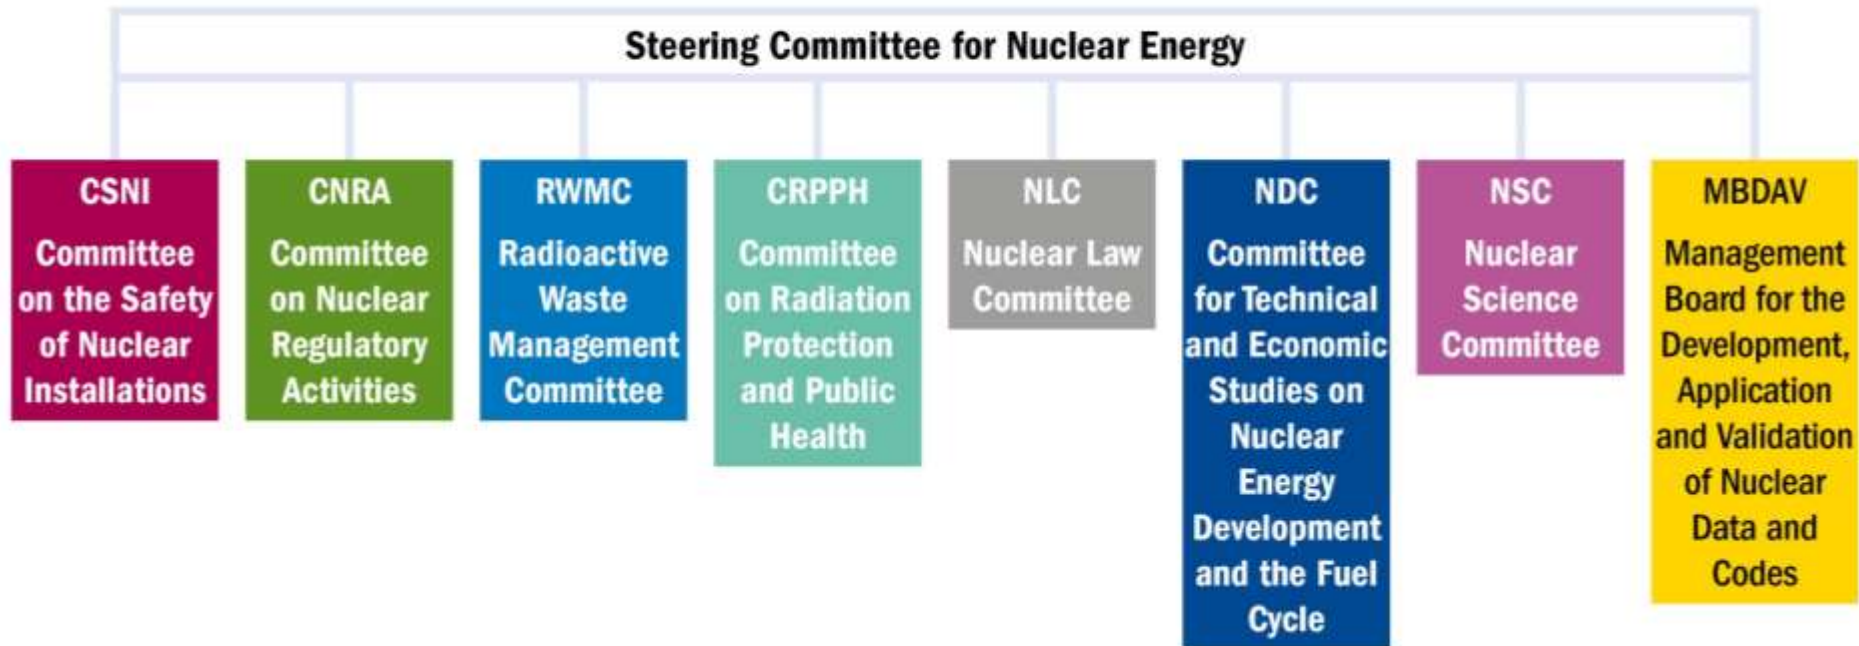 Steering Committee for Nuclear Energy
CSNI
Committee
on the Safety
of Nuclear
Installations
CNRA
Committee
on Nuclear
Regulatory
Activities
RWMC
Radioactive
Waste
Management
Committee
CRPPH
Committee
on Radiation
Protection
and Public
Health
NLC
Nuclear Law
Committee
NDC
Committee
for Technical
and Economic
Studies on
Nuclear
Energy
Development
and the Fuel
Cycle
NSC
Nuclear
Science
Committee
MBDAV
Management
Board for the
Development,
Application
and Validation
of Nuclear
Data and
Codes